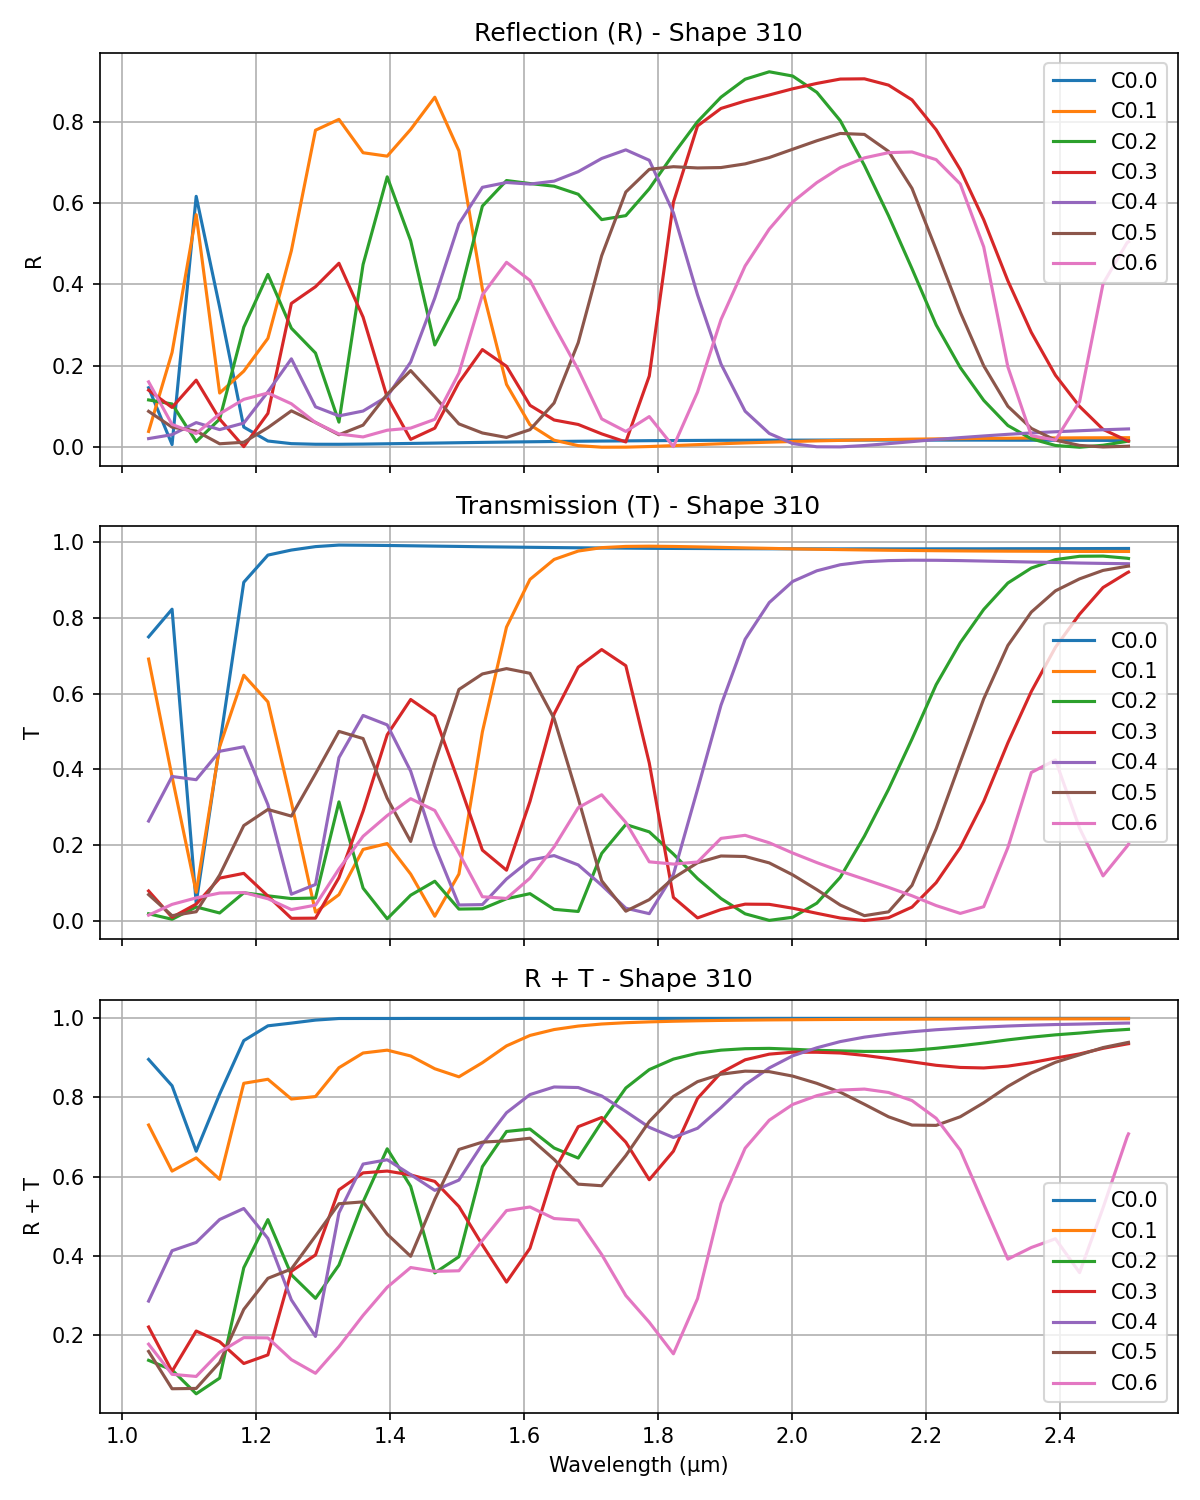 Reflection (R) - Shape 310
R
0.0
0.2
0.4
0.6
0.8
C0.0
C0.1
C0.2
C0.3
C0.4
C0.5
C0.6
Transmission (T) - Shape 310
T
0.0
0.2
0.4
0.6
0.8
1.0
C0.0
C0.1
C0.2
C0.3
C0.4
C0.5
C0.6
R + T - Shape 310
R + T
0.2
0.4
0.6
0.8
1.0
C0.0
C0.1
C0.2
C0.3
C0.4
C0.5
C0.6
1.0 1.2 1.4 1.6 1.8 2.0 2.2 2.4
Wavelength (μm)